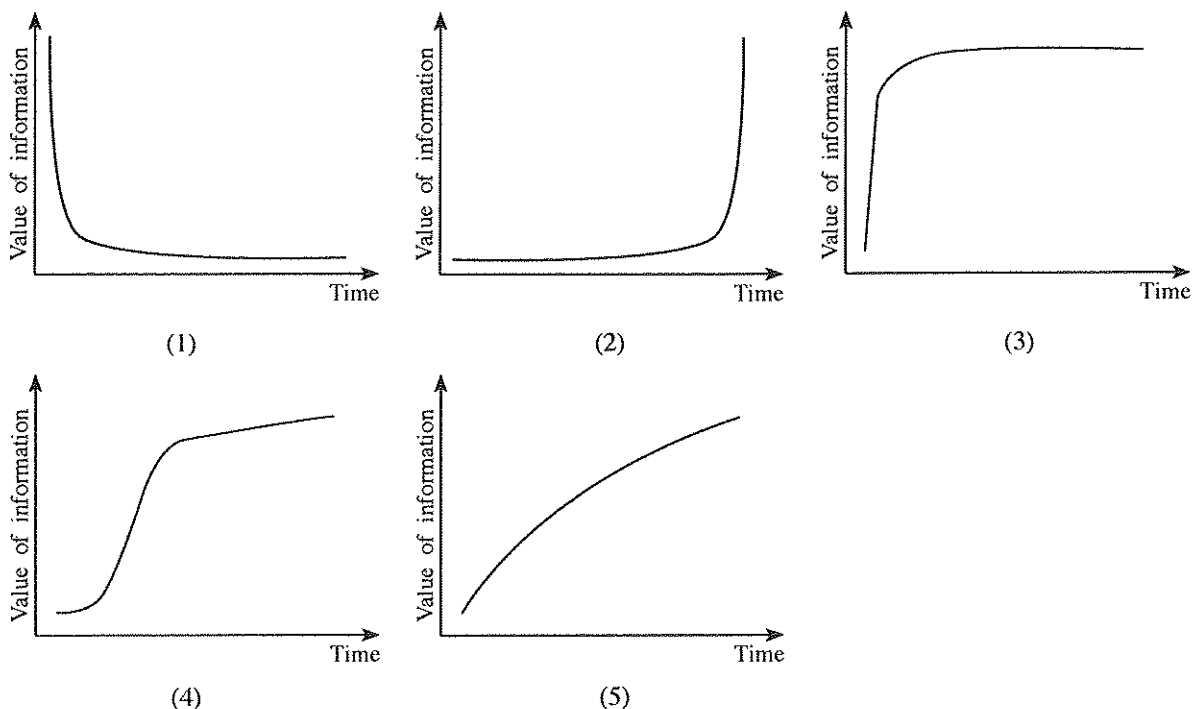 Value of information
Time
(1)
Value of information
Time
(2)
Value of information
Time
(3)
Value of information
Time
(4)
Value of information
Time
(5)